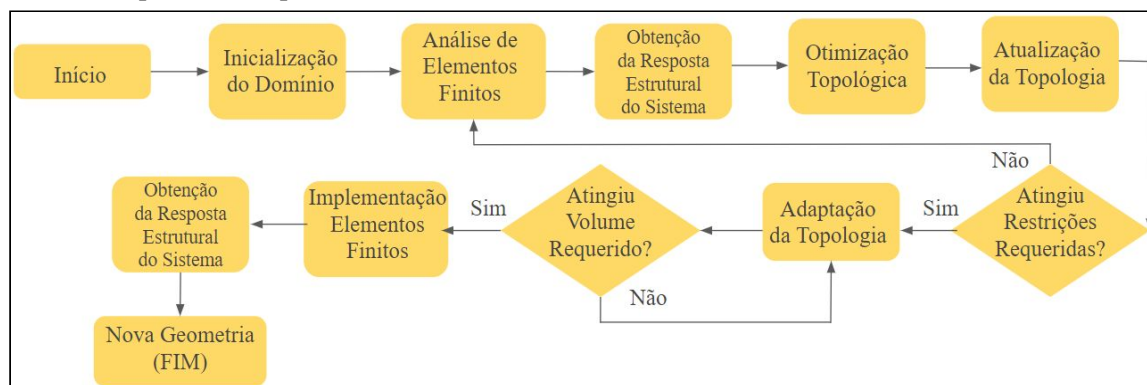 Início
Inicialização
do Domínio
Análise de
Elementos
Finitos
Obtenção
da Resposta
Estrutural
do Sistema
Otimização
Topológica
Atualização
da Topologia
Não
Atingiu
Restrições
Requeridas?
Sim
Adaptação
da Topologia
Atingiu
Volume
Requerido?
Não
Sim
Implementação
Elementos
Finitos
Obtenção
da Resposta
Estrutural
do Sistema
Nova Geometria
(FIM)